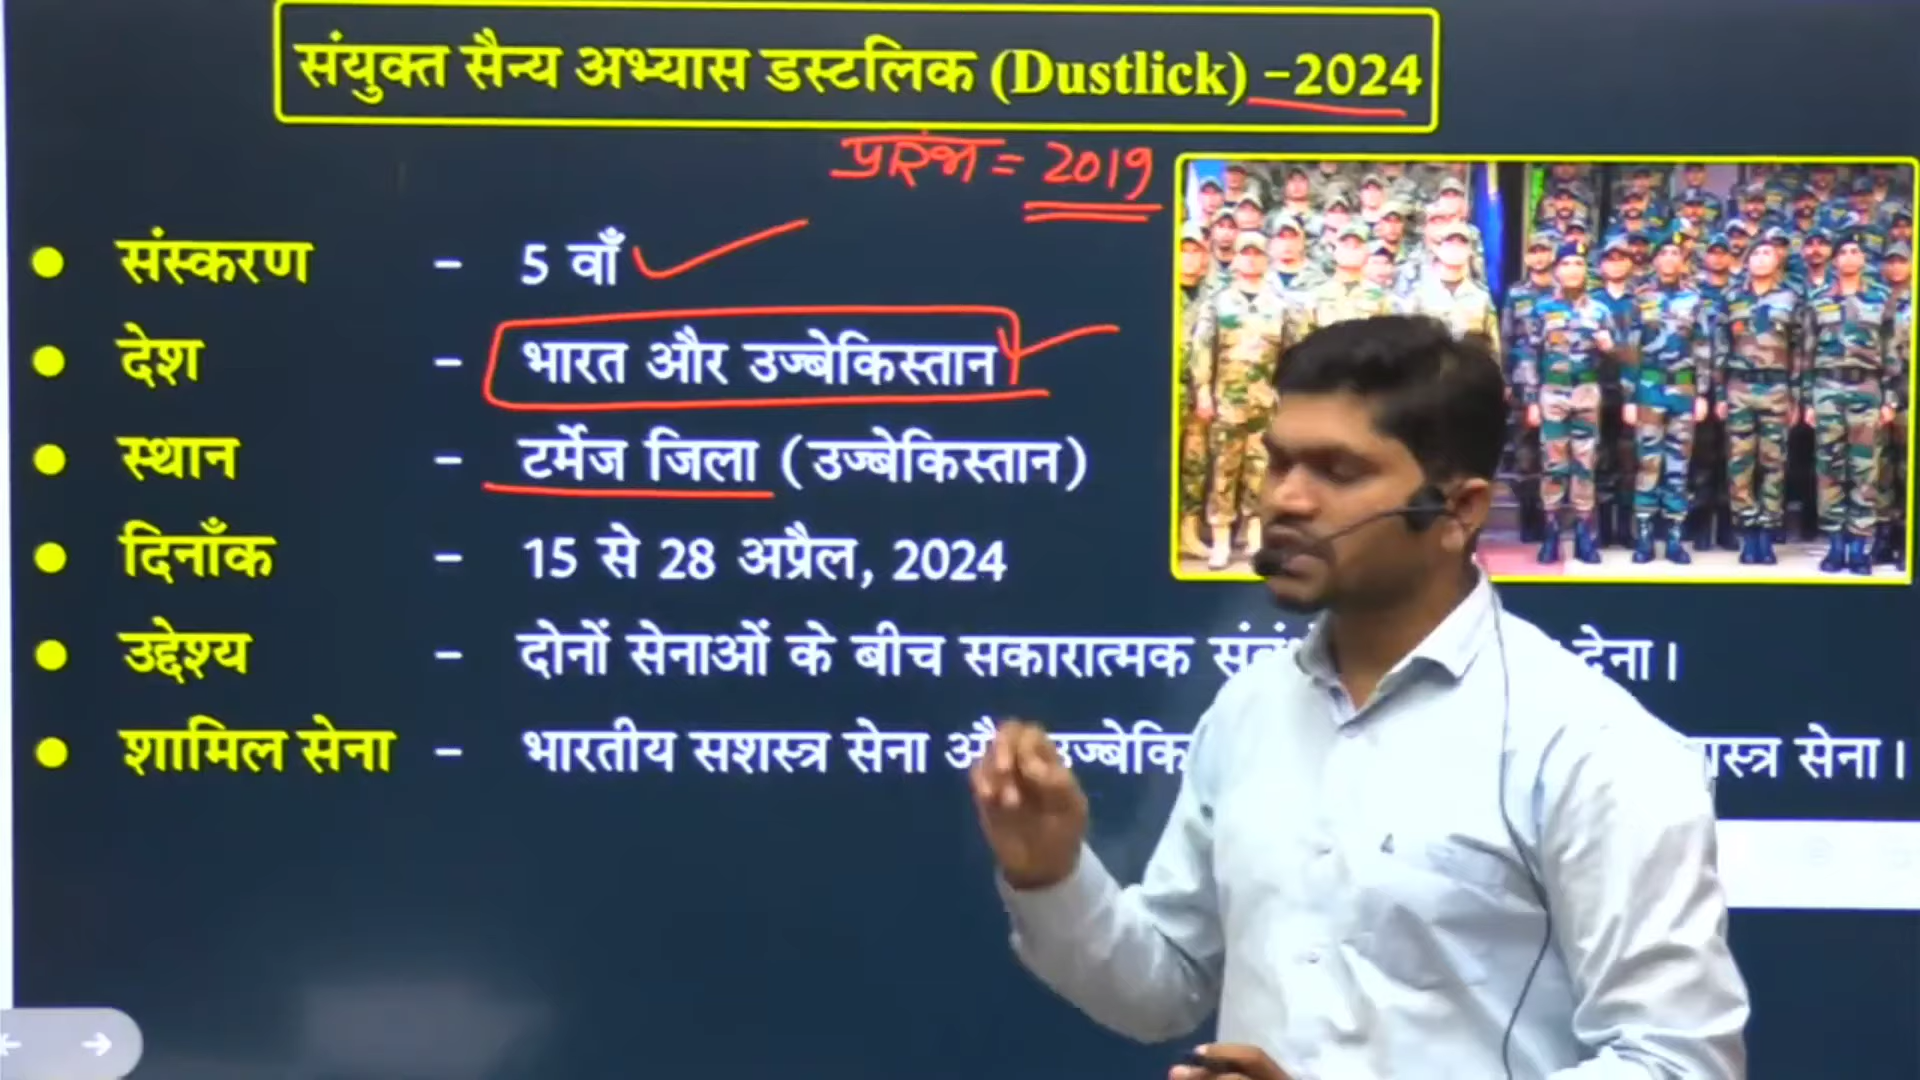 संयुक्त सैन्य अभ्यास डस्टलिक (Dustlick) -2024
प्रारंभ = 2019
संस्करण - 5 वाँ
देश - भारत और उज्बेकिस्तान
स्थान - टर्मेज जिला (उज्बेकिस्तान)
दिनाँक - 15 से 28 अप्रैल, 2024
उद्देश्य - दोनों सेनाओं के बीच सकारात्मक देना।
शामिल सेना - भारतीय सशस्त्र सेना सेना।